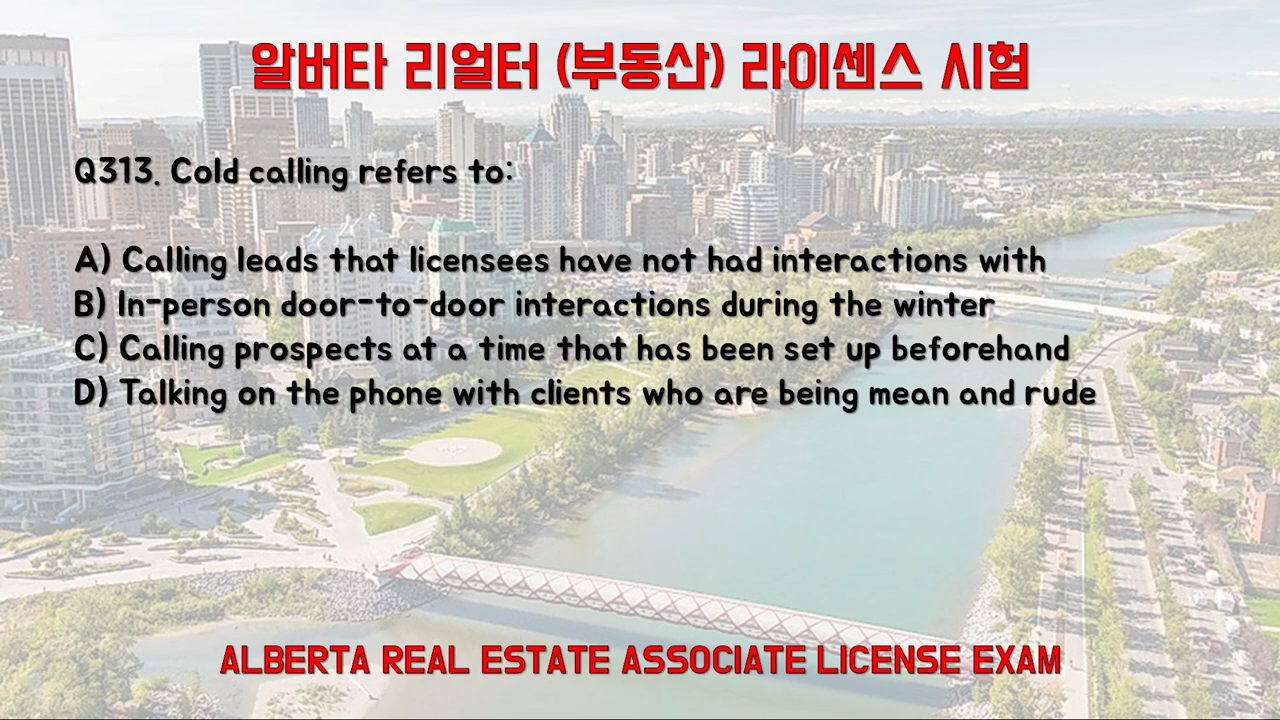 알버타 리얼터 (부동산) 라이센스 시험
Q313. Cold calling refers to:
A) Calling leads that licensees have not had interactions with
B) In-person door-to-door interactions during the winter
C) Calling prospects at a time that has been set up beforehand
D) Talking on the phone with clients who are being mean and rude
ALBERTA REAL ESTATE ASSOCIATE LICENSE EXAM